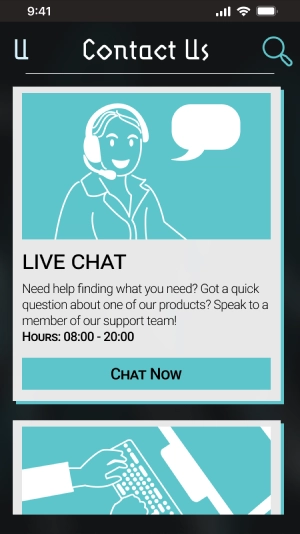 9:41
Contact Us
LIVE CHAT
Need help finding what you need? Got a quick
question about one of our products? Speak to a
member of our support team!
Hours: 08:00 - 20:00
Chat Now